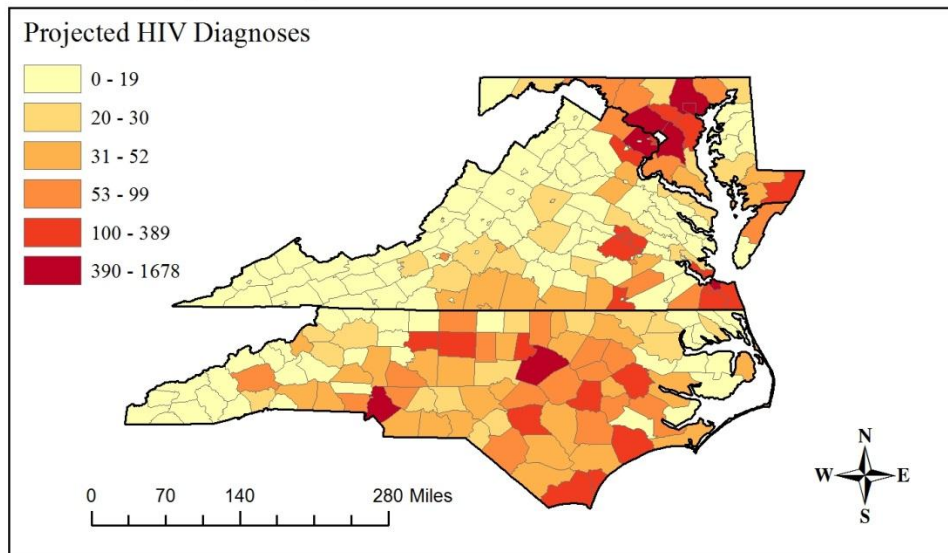 Projected HIV Diagnoses
0 - 19
20 - 30
31 - 52
53 - 99
100 - 389
390 - 1678
N
W E
S
0 70 140 280 Miles